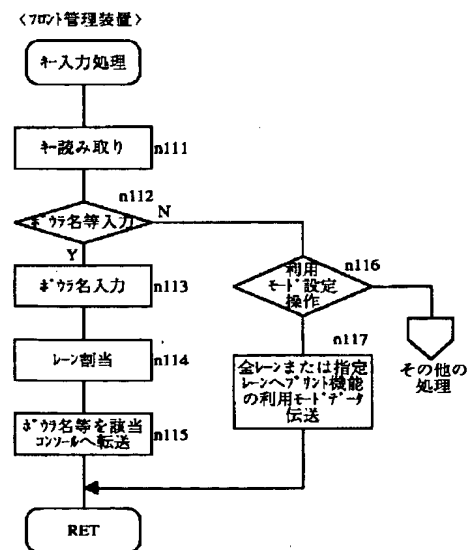 〈ﾌﾛﾝﾄ管理装置〉
ｷｰ入力処理
ｷｰ読み取り
n111
n112
ﾎﾞｳﾗ名等入力
N
Y
ﾎﾞｳﾗ名入力
n113
ﾚｰﾝ割当
n114
ﾎﾞｳﾗ名等を該当
ｺﾝｿｰﾙへ転送
n115
利用
ﾓｰﾄﾞ設定
操作
n116
n117
全ﾚｰﾝまたは指定
ﾚｰﾝへﾌﾟﾘﾝﾄ機能
の利用ﾓｰﾄﾞﾃﾞｰﾀ
伝送
その他の
処理
RET